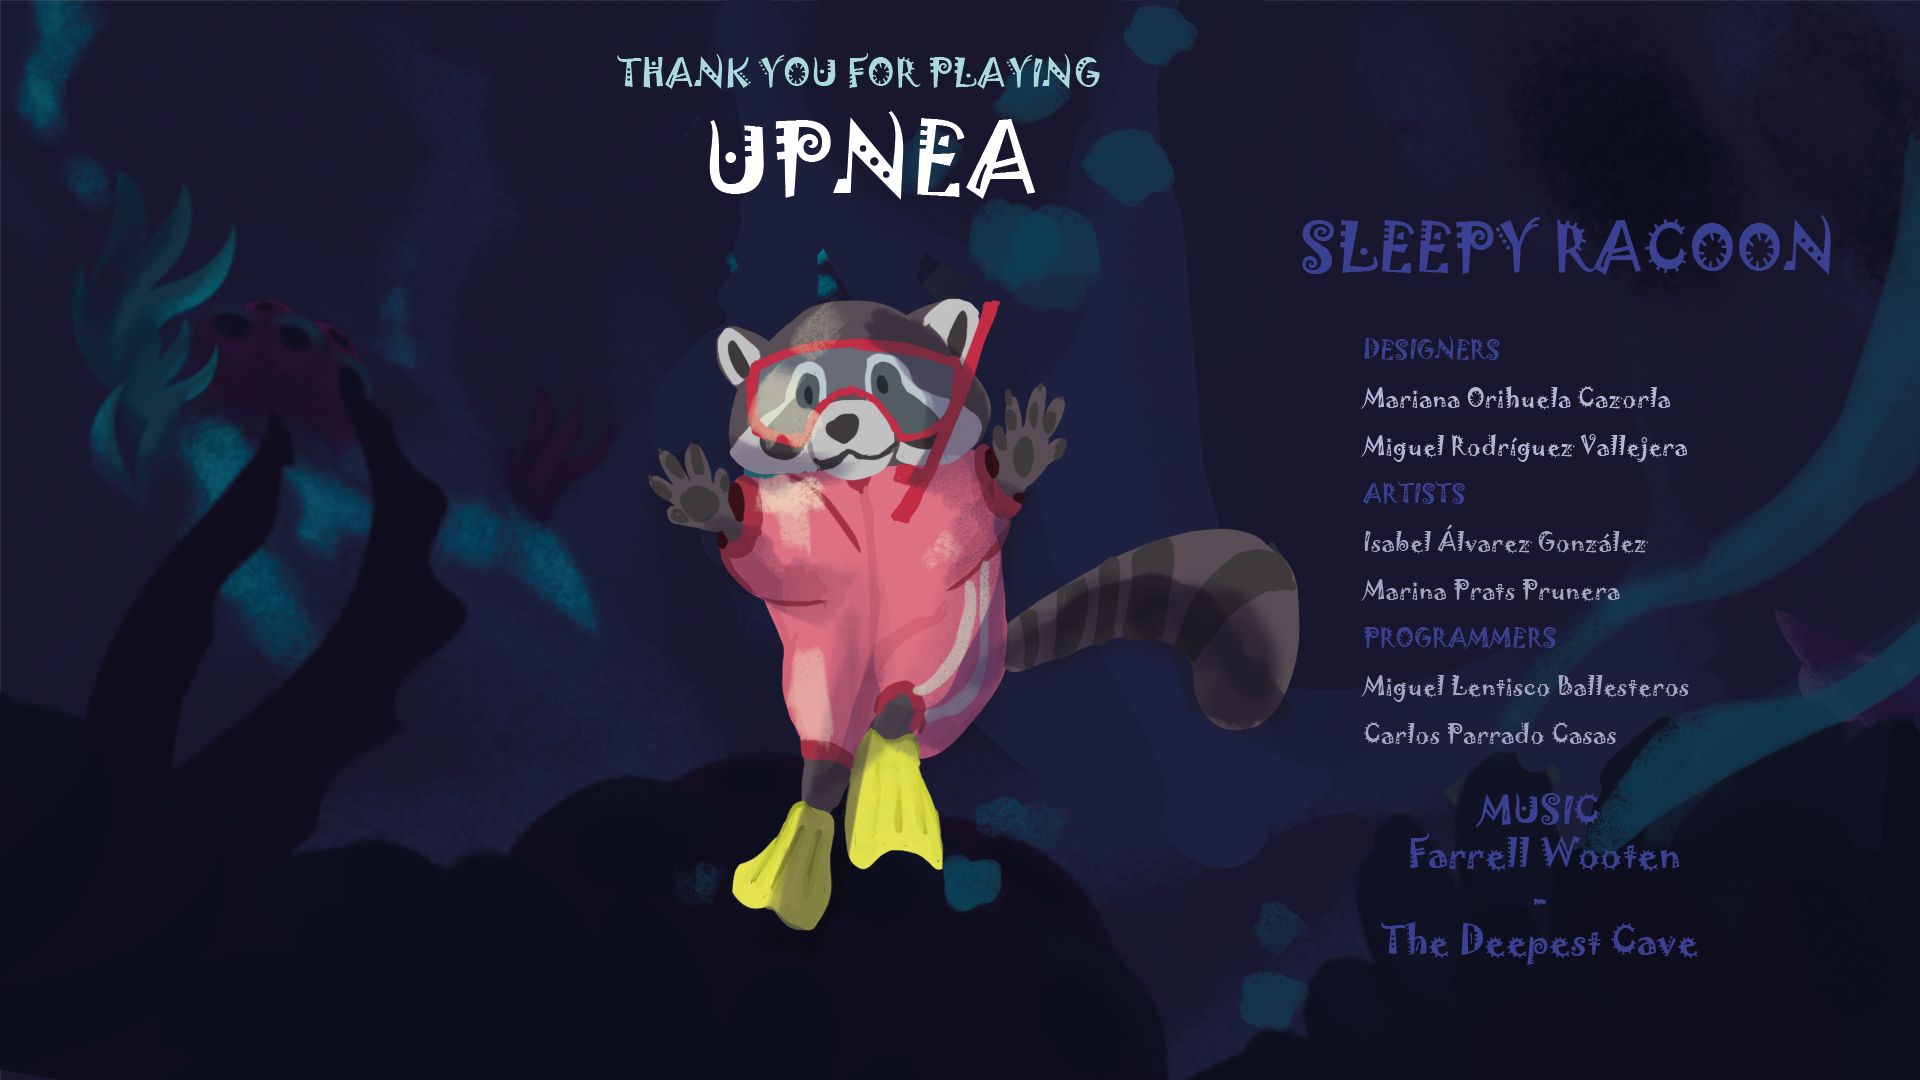 THANK YOU FOR PLAYING
UPNEA
SLEEPY RACOON
DESIGNERS
Mariana Orihuela Cazorla
Miguel Rodríguez Vallejera
ARTISTS
Isabel Álvarez González
Marina Prats Prunera
PROGRAMMERS
Miguel Lentisco Ballesteros
Carlos Parrado Casas
MUSIC
Farrell Wooten
-
The Deepest Cave